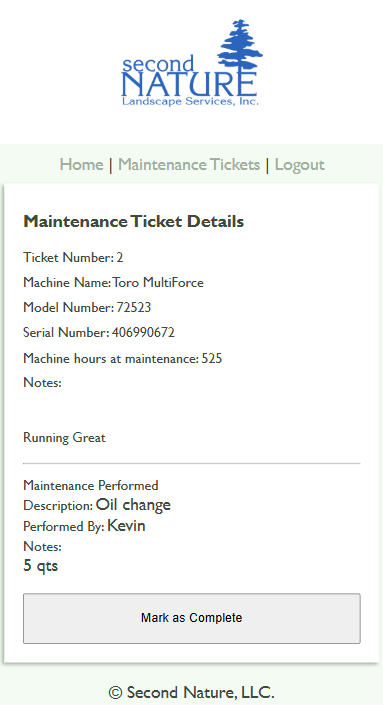 second
NATURE
Landscape Services, Inc.
Home | Maintenance Tickets | Logout
Maintenance Ticket Details
Ticket Number: 2
Machine Name: Toro MultiForce
Model Number: 72523
Serial Number: 406990672
Machine hours at maintenance: 525
Notes:
Running Great
Maintenance Performed
Description: Oil change
Performed By: Kevin
Notes:
5 qts
Mark as Complete
© Second Nature, LLC.